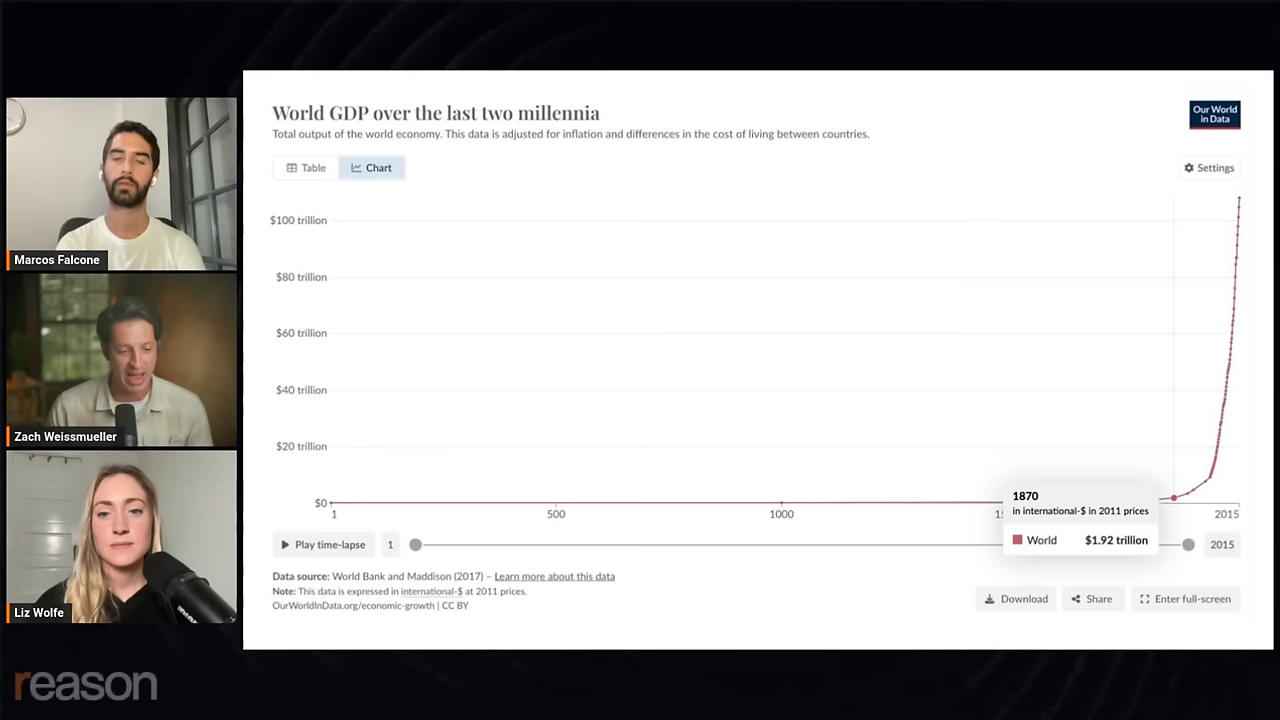 World GDP over the last two millennia
Our World
in Data
Total output of the world economy. This data is adjusted for inflation and differences in the cost of living between countries.
Table
Chart
Settings
$100 trillion
$80 trillion
$60 trillion
$40 trillion
$20 trillion
$0
1
500
1000
15
2015
1870
in international-$ in 2011 prices
World $1.92 trillion
Play time-lapse
1
2015
Data source: World Bank and Maddison (2017) – Learn more about this data
Note: This data is expressed in international-$ at 2011 prices.
OurWorldInData.org/economic-growth | CC BY
Download
Share
Enter full-screen
Marcos Falcone
Zach Weissmueller
Liz Wolfe
reason